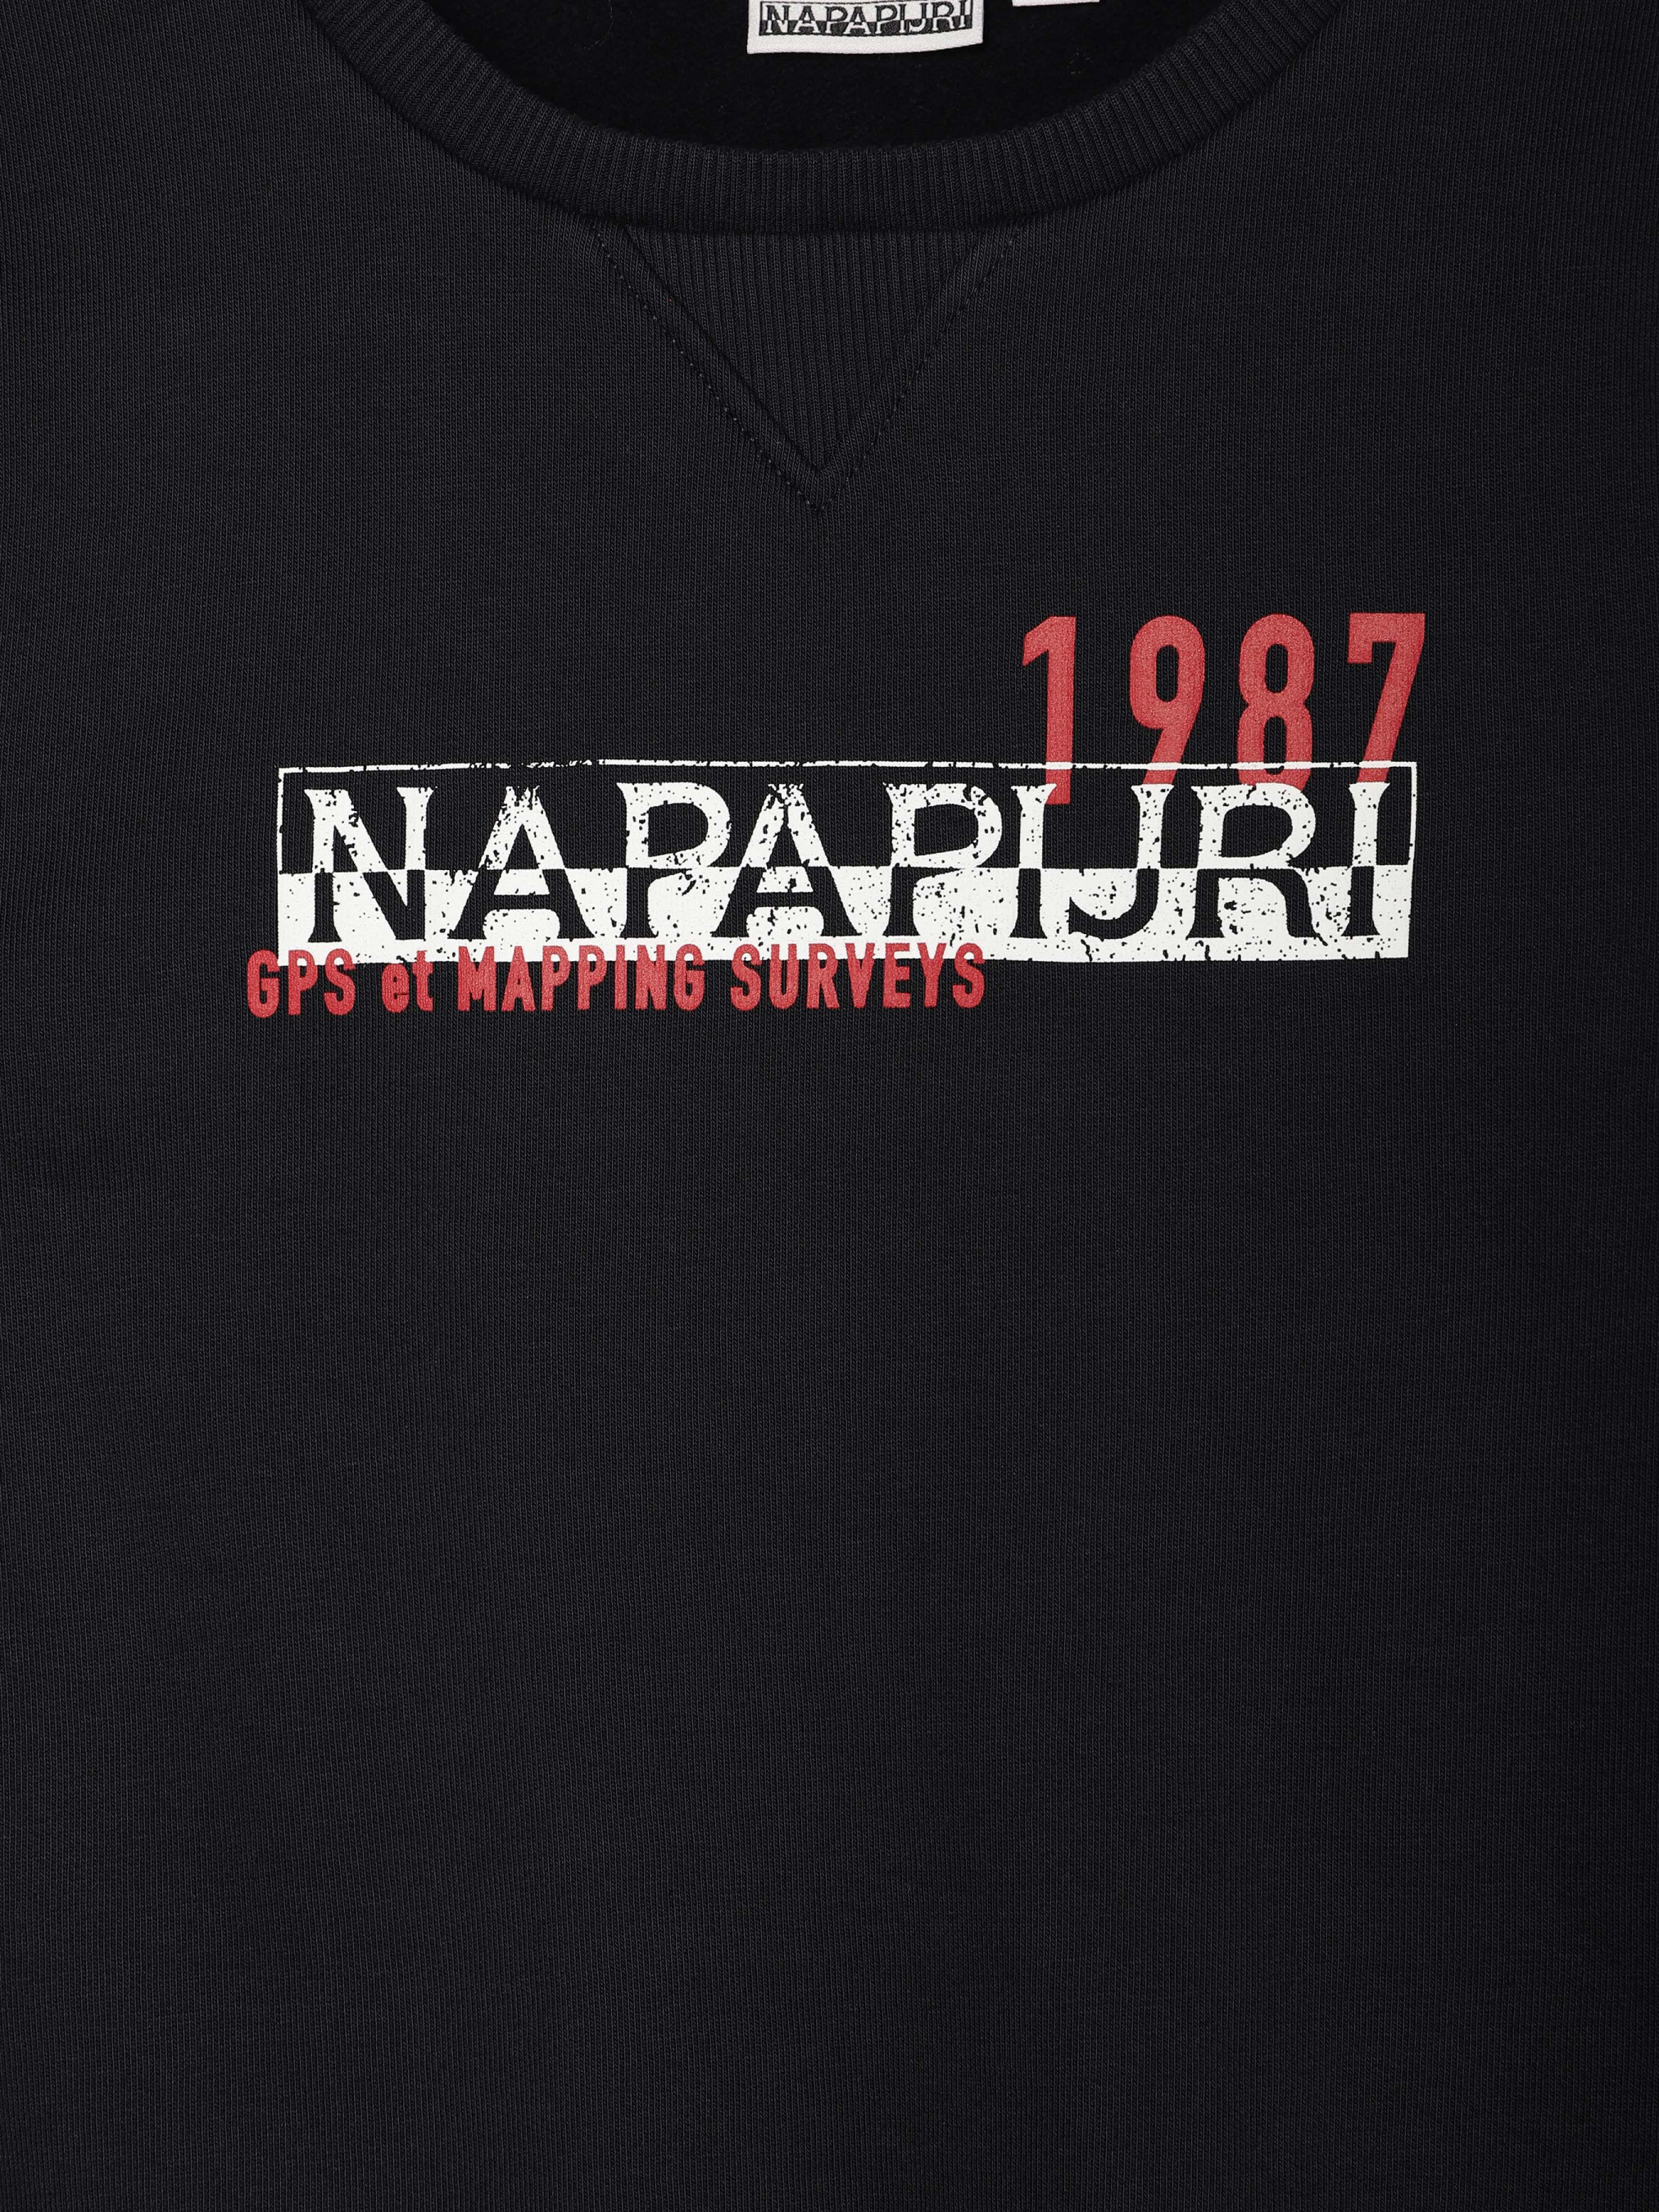 NAPAPIJRI
1987
NAPAPIJRI
GPS et MAPPING SURVEYS